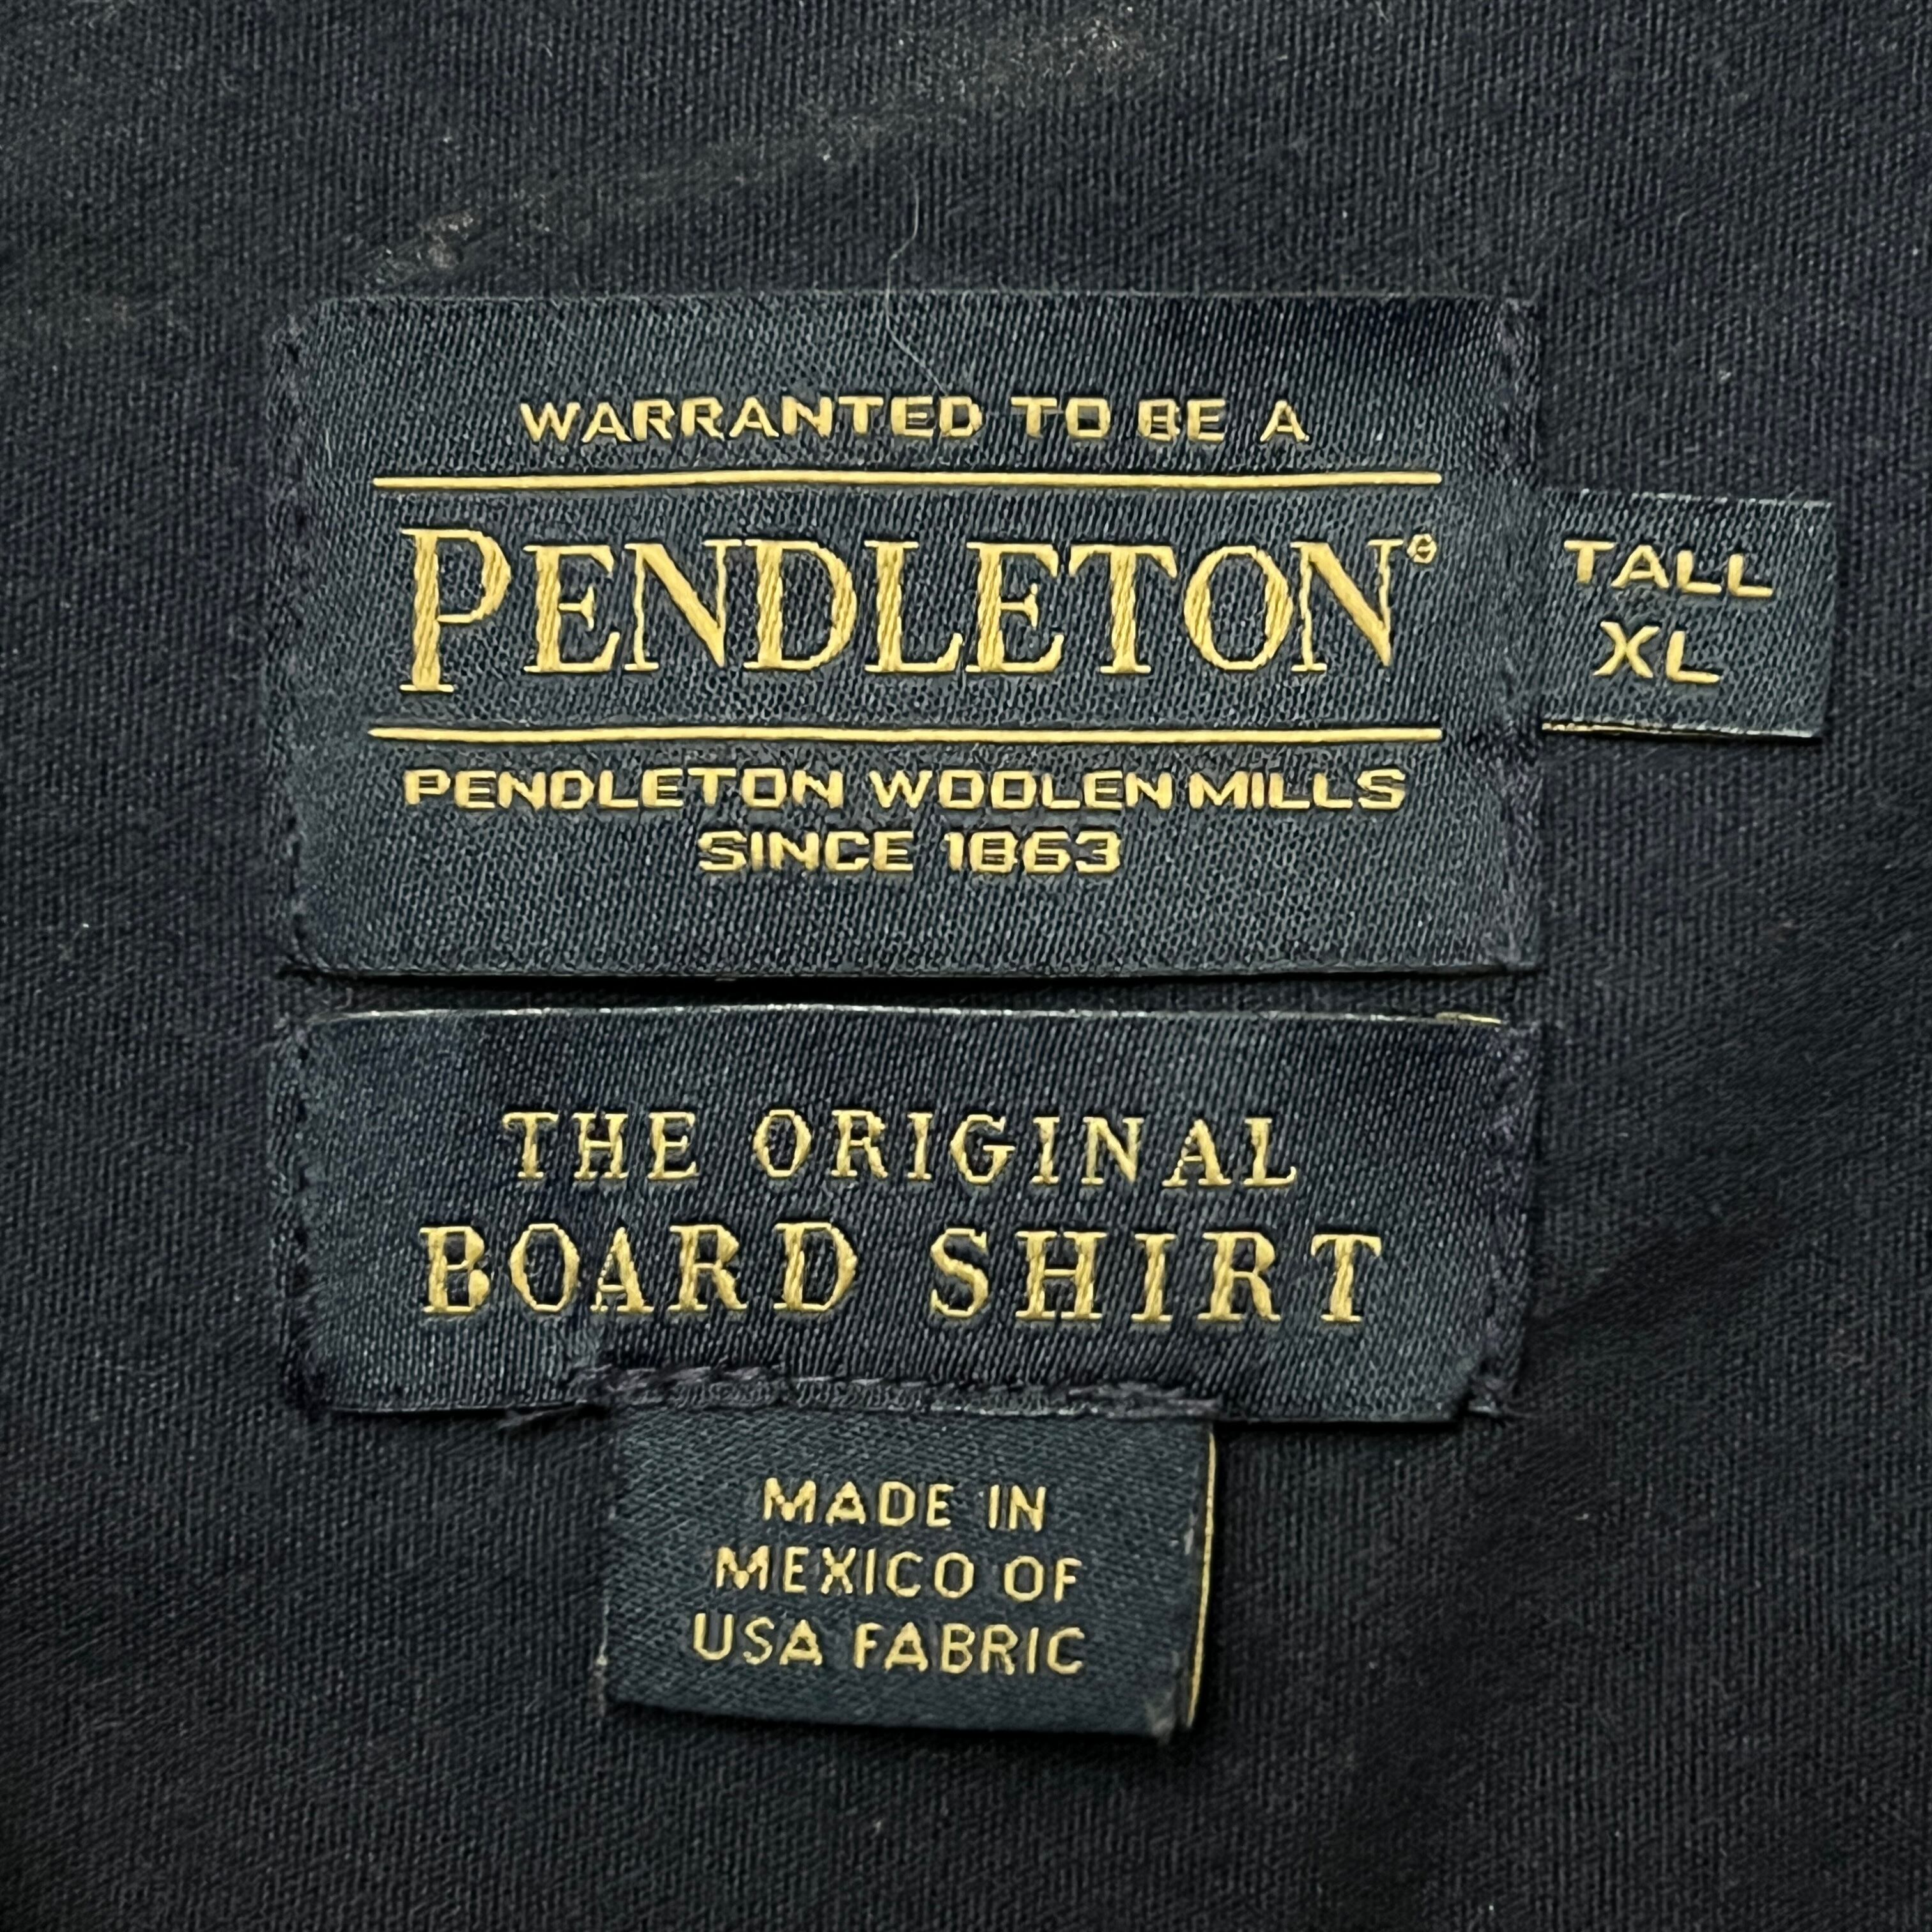 WARRANTED TO BE A
PENDLETON®
PENDLETON WOOLEN MILLS
SINCE 1863
TALL
XL
THE ORIGINAL
BOARD SHIRT
MADE IN
MEXICO OF
USA FABRIC